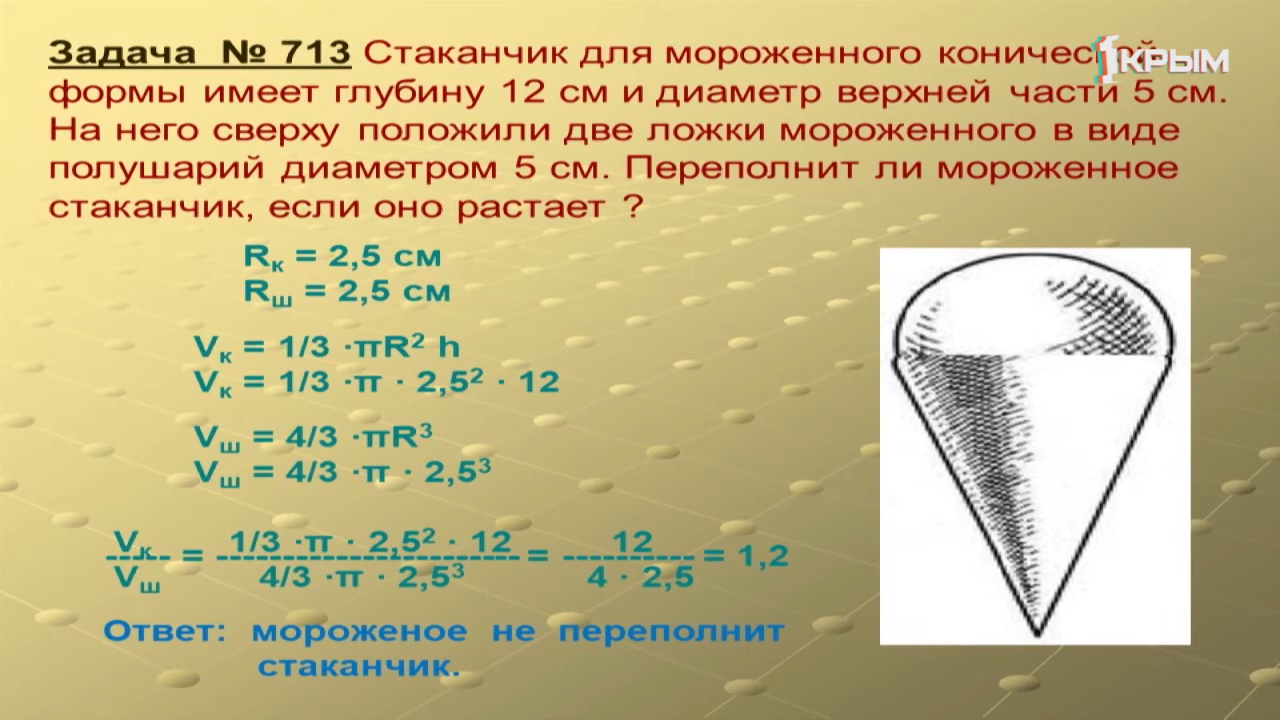 Задача № 713 Стаканчик для мороженного конической
1КРЫМ
формы имеет глубину 12 см и диаметр верхней части 5 см.
На него сверху положили две ложки мороженного в виде
полушарий диаметром 5 см. Переполнит ли мороженное
стаканчик, если оно растает ?
Rк = 2,5 см
Rш = 2,5 см
Vк = 1/3 ·πR² h
Vк = 1/3 ·π · 2,5² · 12
Vш = 4/3 ·πR³
Vш = 4/3 ·π · 2,5³
Vк 1/3 ·π · 2,5² · 12 12
----- = ----------------------- = ---------- = 1,2
Vш 4/3 ·π · 2,5³ 4 · 2,5
Ответ: мороженое не переполнит
стаканчик.